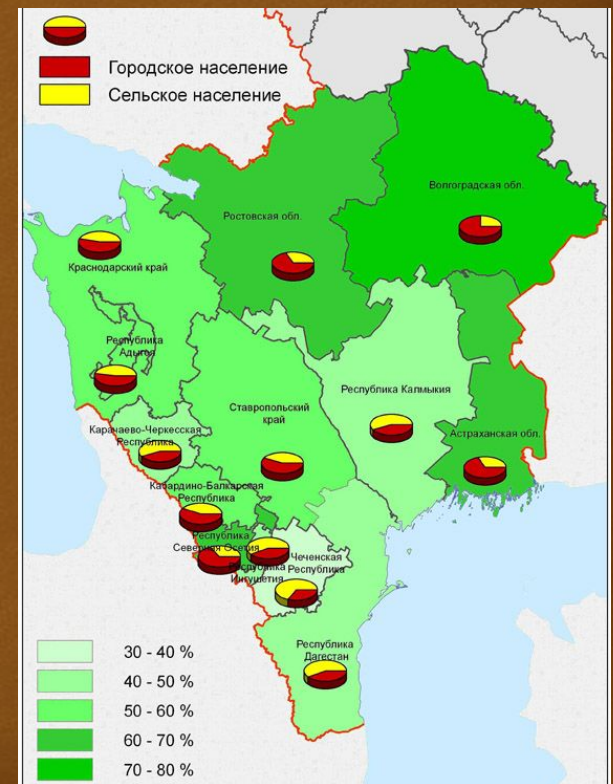 Городское население
Сельское население
Волгоградская обл.
Ростовская обл.
Краснодарский край
Республика
Адыгея
Республика Калмыкия
Ставропольский
край
Астраханская обл.
Карачаево-Черкесская
Республика
Кабардино-Балкарская
Республика
Республика
Северная Осетия
Республика
Ингушетия
Чеченская
Республика
Республика
Дагестан
30 - 40 %
40 - 50 %
50 - 60 %
60 - 70 %
70 - 80 %